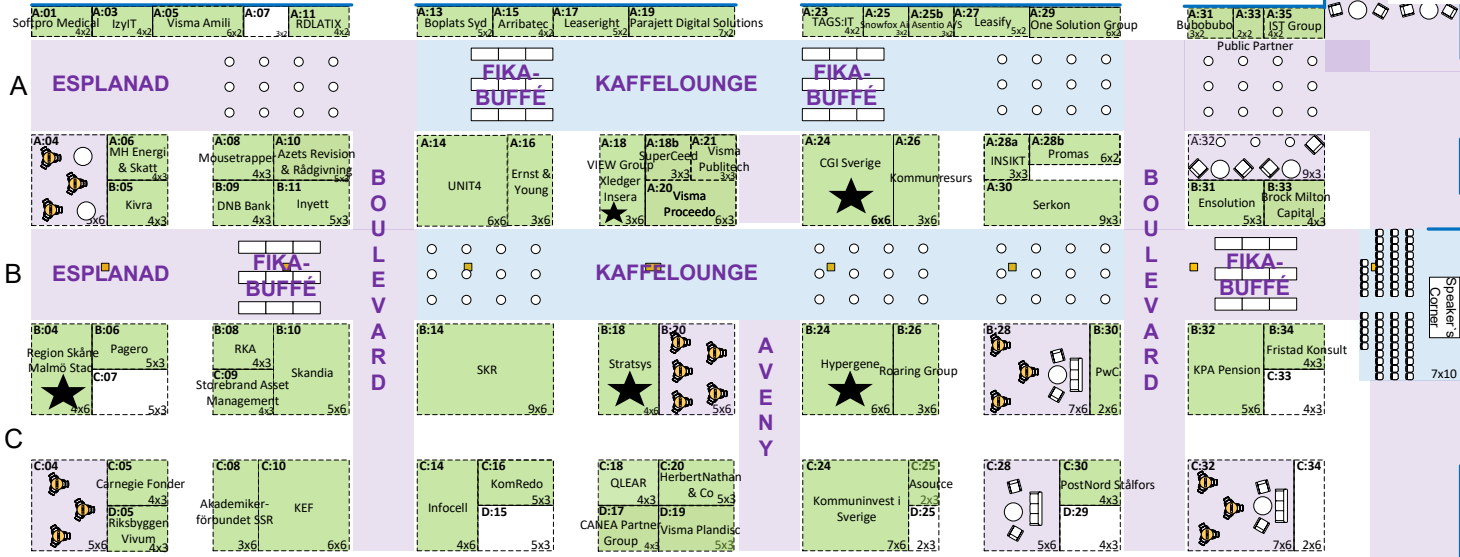 A:01
Softpro Medical
4x2
A:03
IzyIT
4x2
A:05
Visma Amili
6x2
A:07
3x2
A:11
RDLATIX
4x2
A:13
Boplats Syd
5x2
A:15
Arribatec
4x2
A:17
Leaseright
5x2
A:19
Parajett Digital Solutions
7x2
A:23
TAGS:IT
4x2
A:25
Snowfox Ai
3x2
A:25b
Asentio A/S
3x2
A:27
Leasify
5x2
A:29
One Solution Group
6x2
A:31
Bubobubo
3x2
A:33
2x2
A:35
IST Group
4x2
Public Partner
A
ESPLANAD
FIKA-
BUFFÉ
KAFFELOUNGE
FIKA-
BUFFÉ
A:04
5x6
A:06
MH Energi
& Skatt
4x3
B:05
Kivra
4x3
A:08
Mousetrapper
4x3
A:10
Azets Revision
& Rådgivning
5x3
B:09
DNB Bank
4x3
B:11
Inyett
5x3
BOULEVARD
A:14
UNIT4
6x6
A:16
Ernst &
Young
3x6
A:18
VIEW Group
Xledger
Insera
3x6
A:18b
SuperCeed
3x3
A:21
Visma
Publitech
3x3
A:20
Visma
Proceedo
6x3
A:24
CGI Sverige
6x6
A:26
Kommunresurs
3x6
A:28a
INSIKT
3x3
A:28b
Promas
6x2
A:30
Serkon
9x3
BOULEVARD
A:32
9x3
B:31
Ensolution
5x3
B:33
Brock Milton
Capital
4x3
B
ESPLANAD
FIKA-
BUFFÉ
KAFFELOUNGE
FIKA-
BUFFÉ
Speaker´s
Corner
7x10
B:04
Region Skåne
Malmö Stad
4x6
B:06
Pagero
5x3
C:07
5x3
B:08
RKA
4x3
C:09
Storebrand Asset
Management
4x3
B:10
Skandia
5x6
B:14
SKR
9x6
B:18
Stratsys
4x6
B:20
5x6
AVENY
B:24
Hypergene
6x6
B:26
Roaring Group
3x6
B:28
7x6
B:30
PwC
2x6
B:32
KPA Pension
5x6
B:34
Fristad Konsult
4x3
C:33
4x3
C
C:04
5x6
C:05
Carnegie Fonder
4x3
D:05
Riksbyggen
Vivum
4x3
C:08
Akademiker-
förbundet SSR
3x6
C:10
KEF
6x6
C:14
Infocell
4x6
C:16
KomRedo
5x3
D:15
5x3
C:18
QLEAR
4x3
C:20
HerbertNathan
& Co
5x3
D:17
CANEA Partner
Group
4x3
D:19
Visma Plandisc
5x3
C:24
Kommuninvest i
Sverige
7x6
C:25
Asource
2x3
D:25
2x3
C:28
5x6
C:30
PostNord Stålfors
4x3
D:29
4x3
C:32
7x6
C:34
2x6